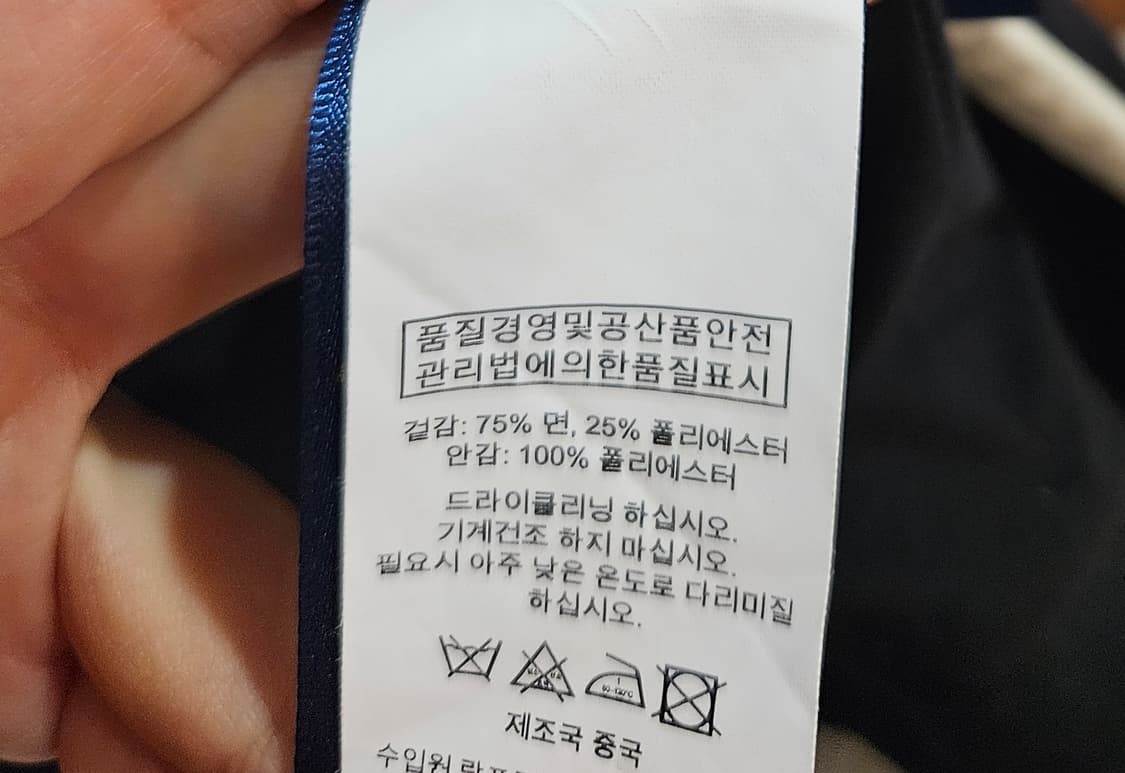 품질경영및공산품안전
관리법에의한품질표시
겉감: 75% 면, 25% 폴리에스터
안감: 100% 폴리에스터
드라이클리닝 하십시오.
기계건조 하지 마십시오.
필요시 아주 낮은 온도로 다리미질
하십시오.
제조국 중국
수입원